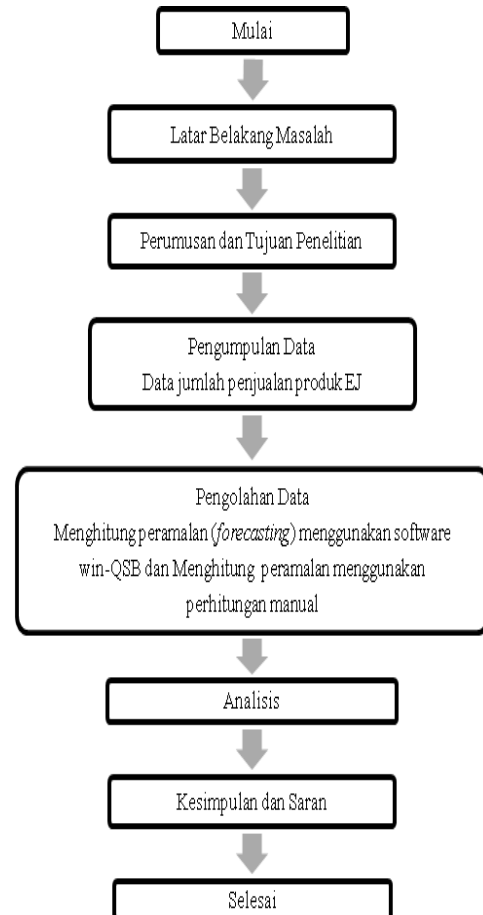 Mulai
Latar Belakang Masalah
Perumusan dan Tujuan Penelitian
Pengumpulan Data
Data jumlah penjualan produk EJ
Pengolahan Data
Menghitung peramalan (forecasting) menggunakan software
win-QSB dan Menghitung peramalan menggunakan
perhitungan manual
Analisis
Kesimpulan dan Saran
Selesai